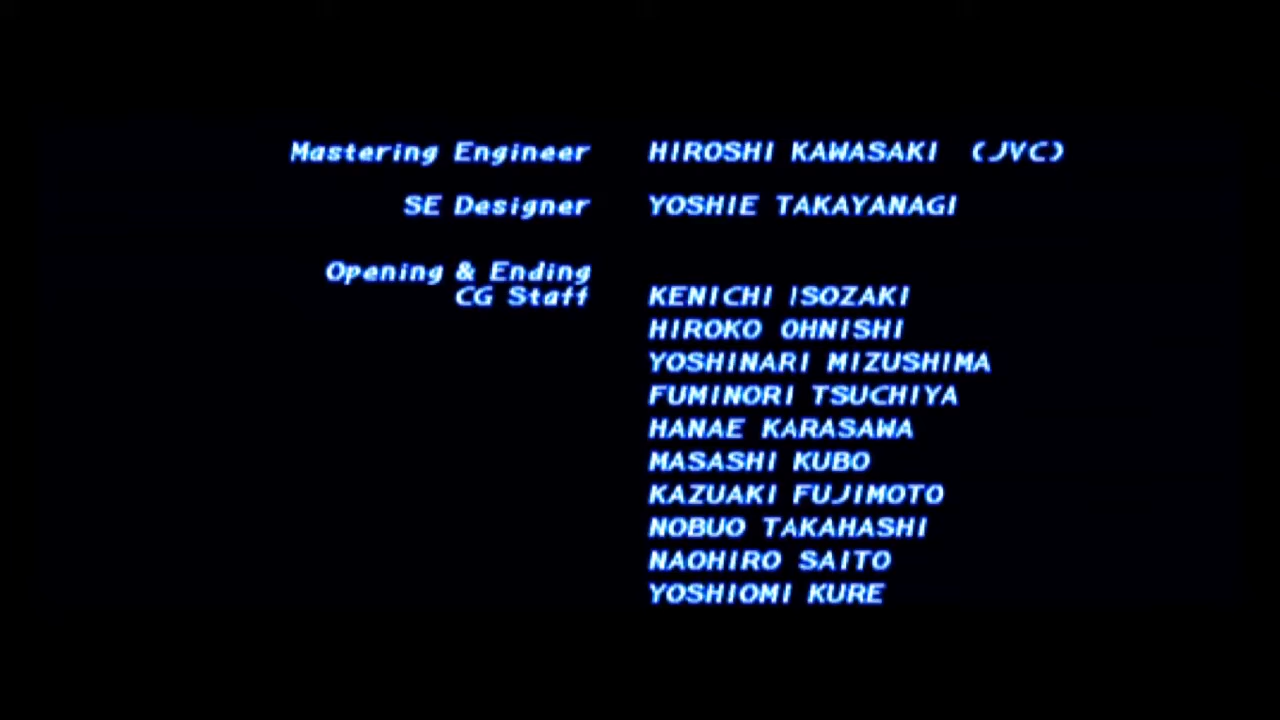 Mastering Engineer HIROSHI KAWASAKI (JVC)
SE Designer YOSHIE TAKAYANAGI
Opening & Ending
CG Staff KENICHI ISOZAKI
HIROKO OHNISHI
YOSHINARI MIZUSHIMA
FUMINORI TSUCHIYA
HANAE KARASAWA
MASASHI KUBO
KAZUAKI FUJIMOTO
NOBUO TAKAHASHI
NAOHIRO SAITO
YOSHIOMI KURE